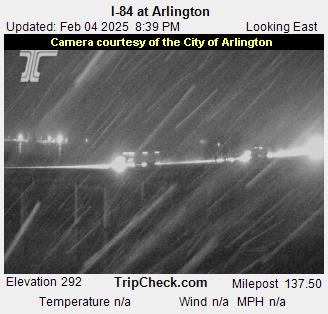 I-84 at Arlington
Updated: Feb 04 2025 8:39 PM Looking East
Camera courtesy of the City of Arlington
Elevation 292 TripCheck.com Milepost 137.50
Temperature n/a Wind n/a MPH n/a